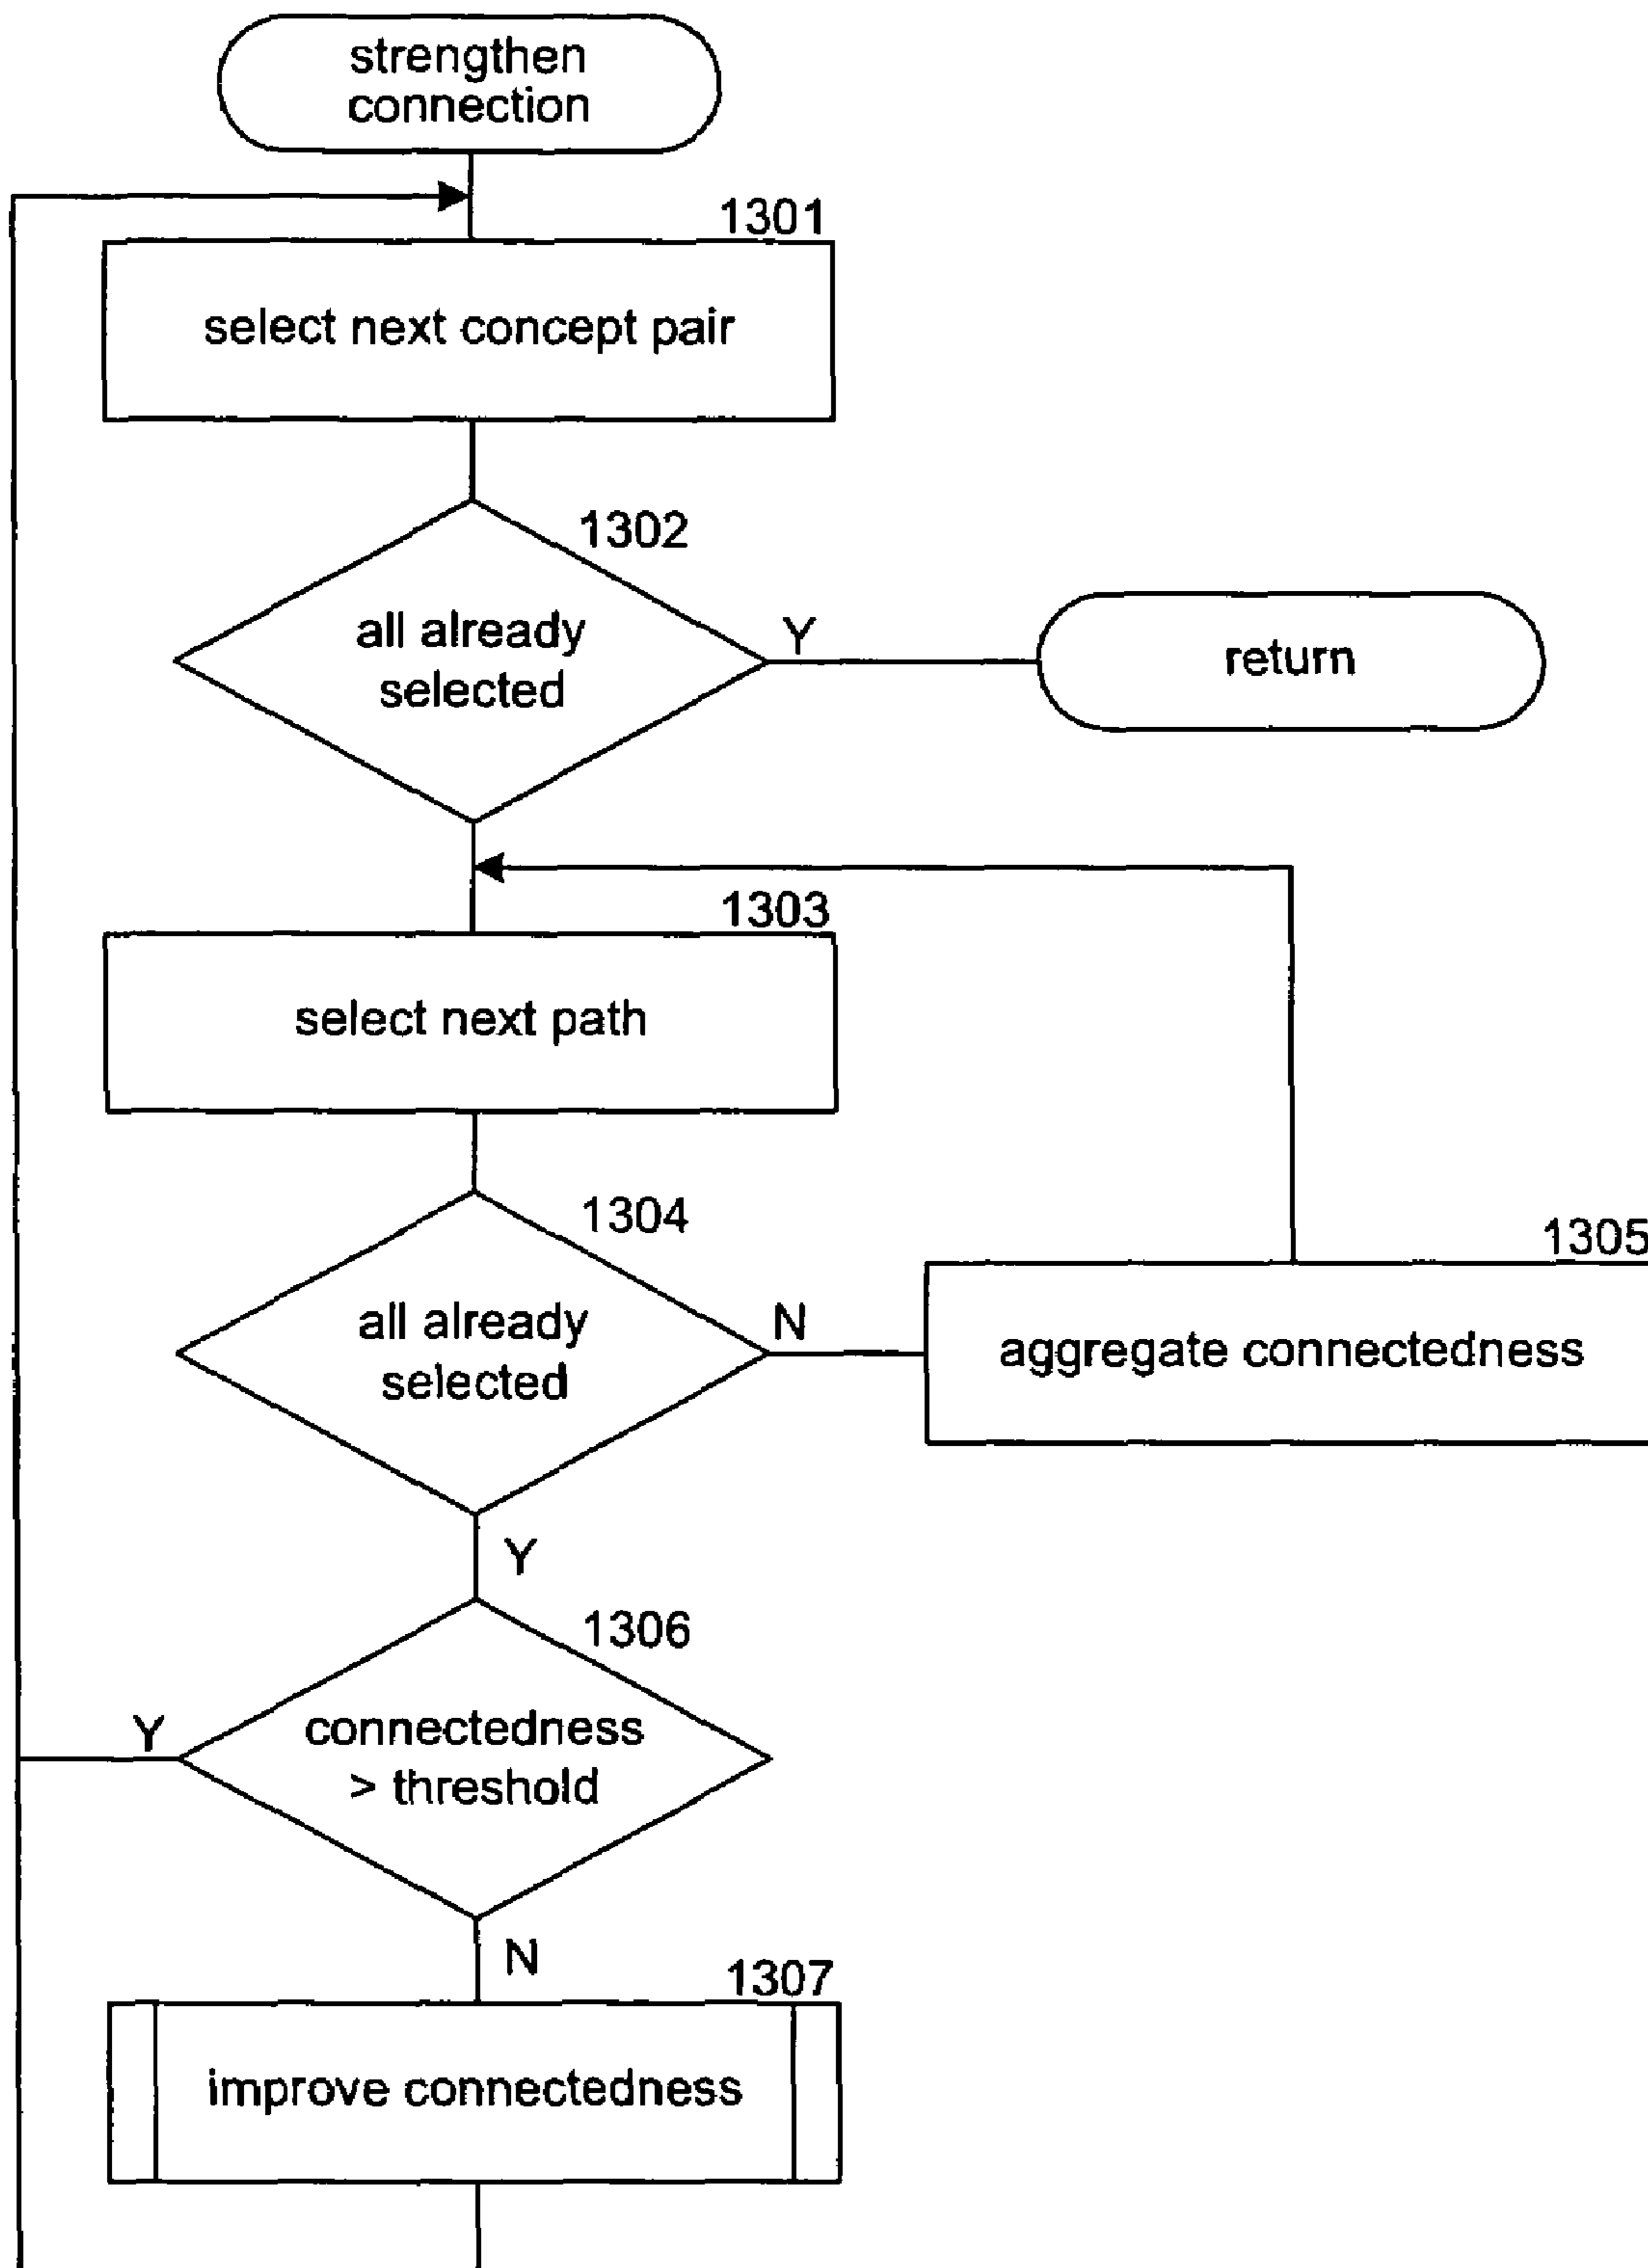 strengthen
connection
1301
select next concept pair
1302
all already
selected
Y
return
1303
select next path
1304
all already
selected
N
1305
aggregate connectedness
Y
1306
connectedness
> threshold
Y
N
1307
improve connectedness